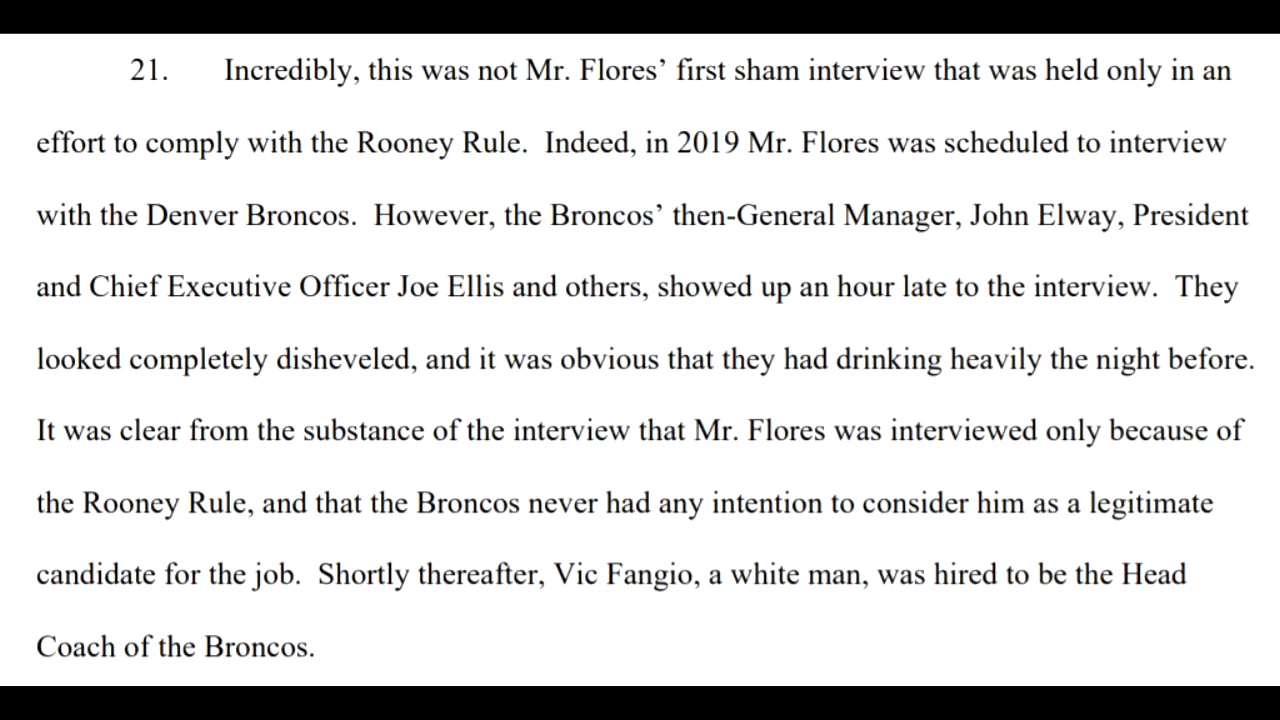 21. Incredibly, this was not Mr. Flores’ first sham interview that was held only in an
effort to comply with the Rooney Rule. Indeed, in 2019 Mr. Flores was scheduled to interview
with the Denver Broncos. However, the Broncos’ then-General Manager, John Elway, President
and Chief Executive Officer Joe Ellis and others, showed up an hour late to the interview. They
looked completely disheveled, and it was obvious that they had drinking heavily the night before.
It was clear from the substance of the interview that Mr. Flores was interviewed only because of
the Rooney Rule, and that the Broncos never had any intention to consider him as a legitimate
candidate for the job. Shortly thereafter, Vic Fangio, a white man, was hired to be the Head
Coach of the Broncos.